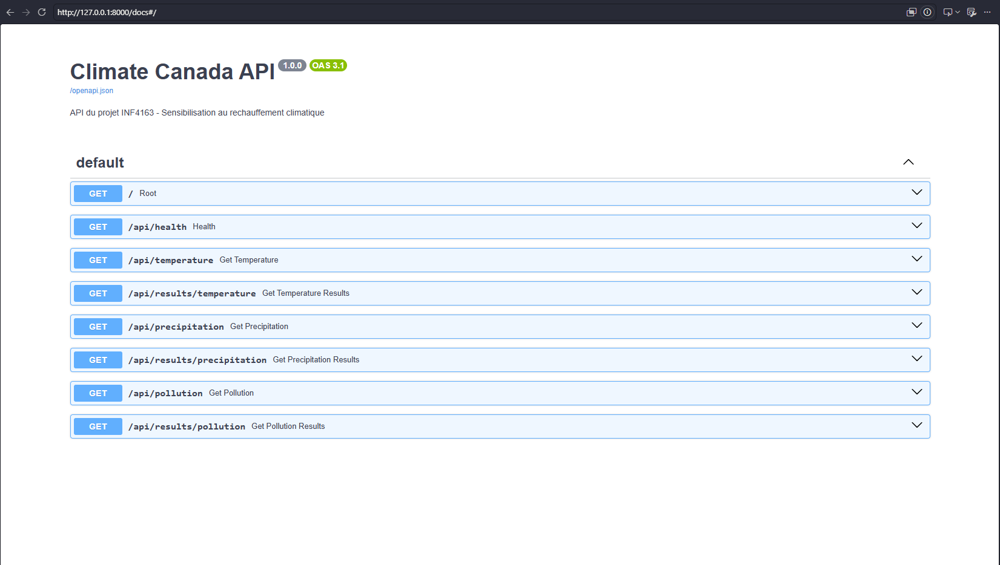 http://127.0.0.1:8000/docs#/
Climate Canada API 1.0.0 OAS 3.1
/openapi.json
API du projet INF4163 - Sensibilisation au rechauffement climatique
default
GET / Root
GET /api/health Health
GET /api/temperature Get Temperature
GET /api/results/temperature Get Temperature Results
GET /api/precipitation Get Precipitation
GET /api/results/precipitation Get Precipitation Results
GET /api/pollution Get Pollution
GET /api/results/pollution Get Pollution Results